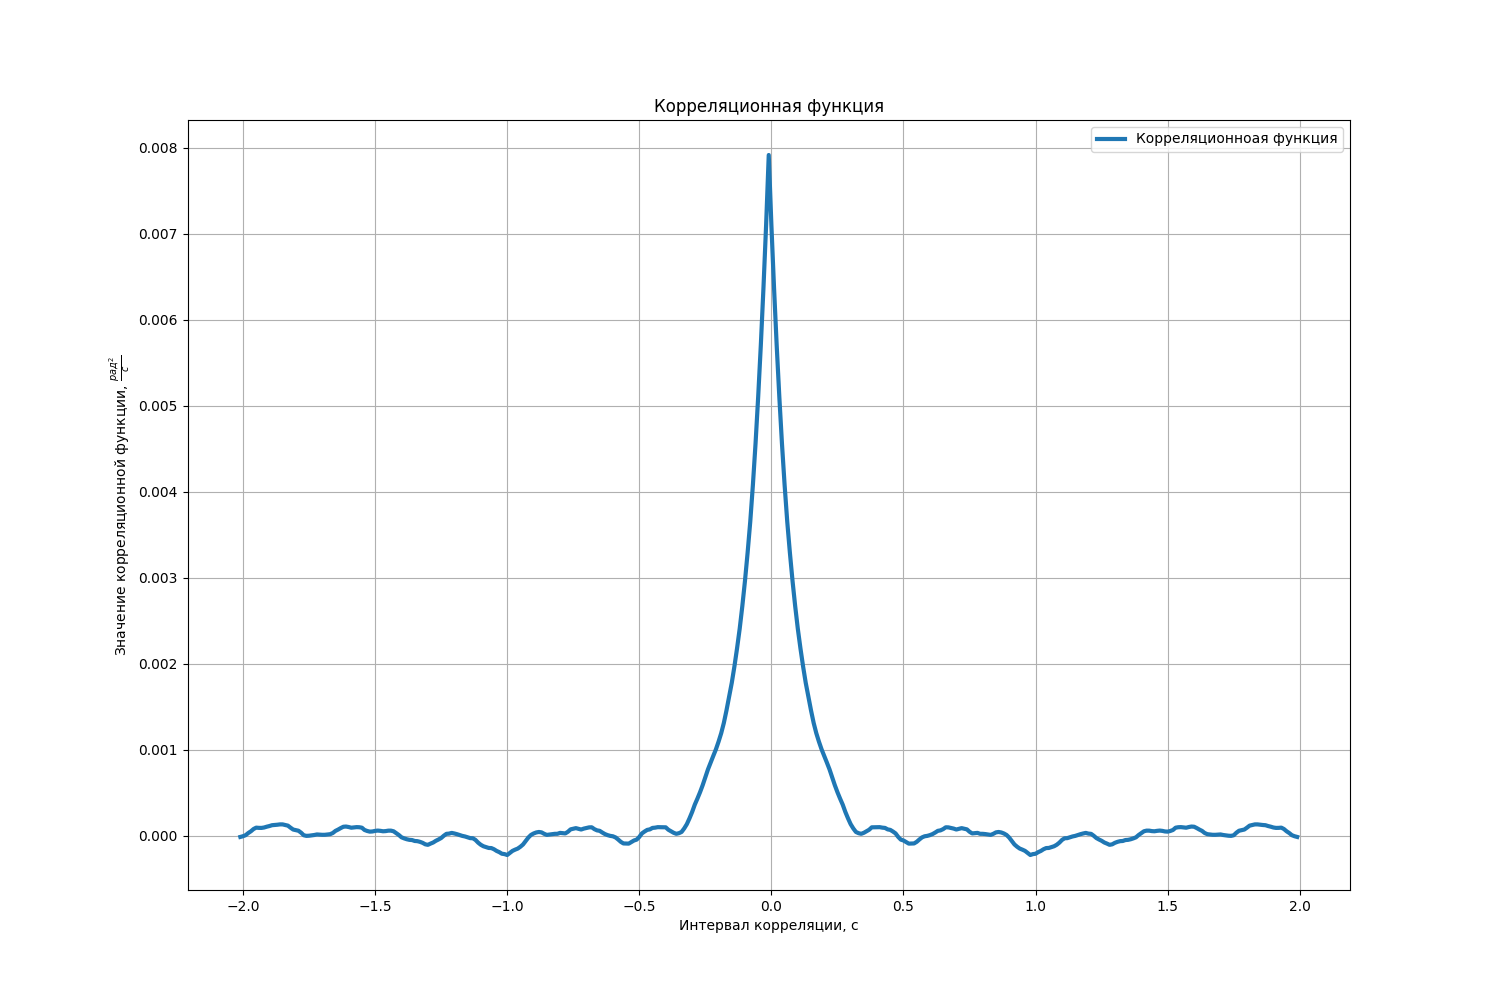 Корреляционная функция
Корреляционноая функция
Значение корреляционной функции, рад²/с
0.008
0.007
0.006
0.005
0.004
0.003
0.002
0.001
0.000
−2.0 −1.5 −1.0 −0.5 0.0 0.5 1.0 1.5 2.0
Интервал корреляции, с